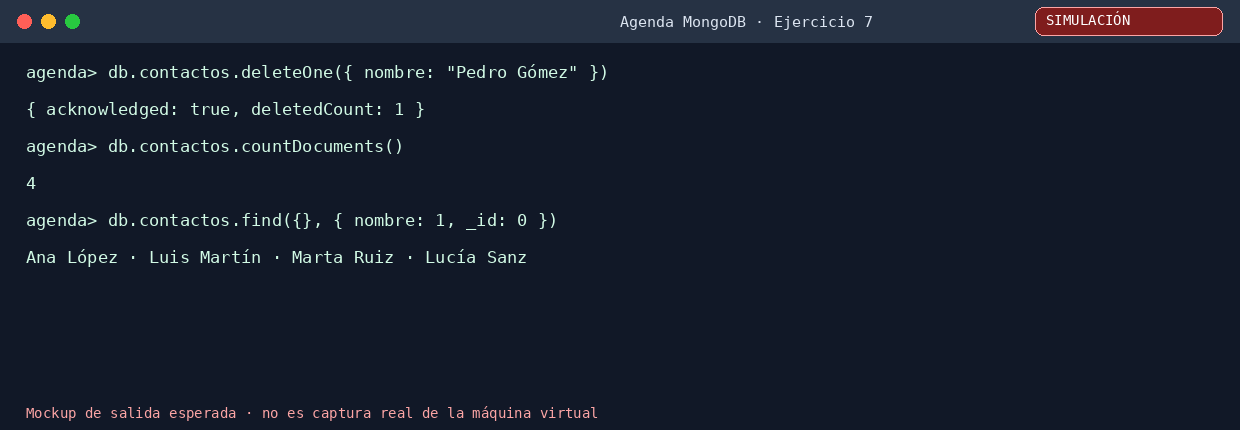 Agenda MongoDB · Ejercicio 7
SIMULACIÓN
agenda> db.contactos.deleteOne({ nombre: "Pedro Gómez" })
{ acknowledged: true, deletedCount: 1 }
agenda> db.contactos.countDocuments()
4
agenda> db.contactos.find({}, { nombre: 1, _id: 0 })
Ana López · Luis Martín · Marta Ruiz · Lucía Sanz
Mockup de salida esperada · no es captura real de la máquina virtual